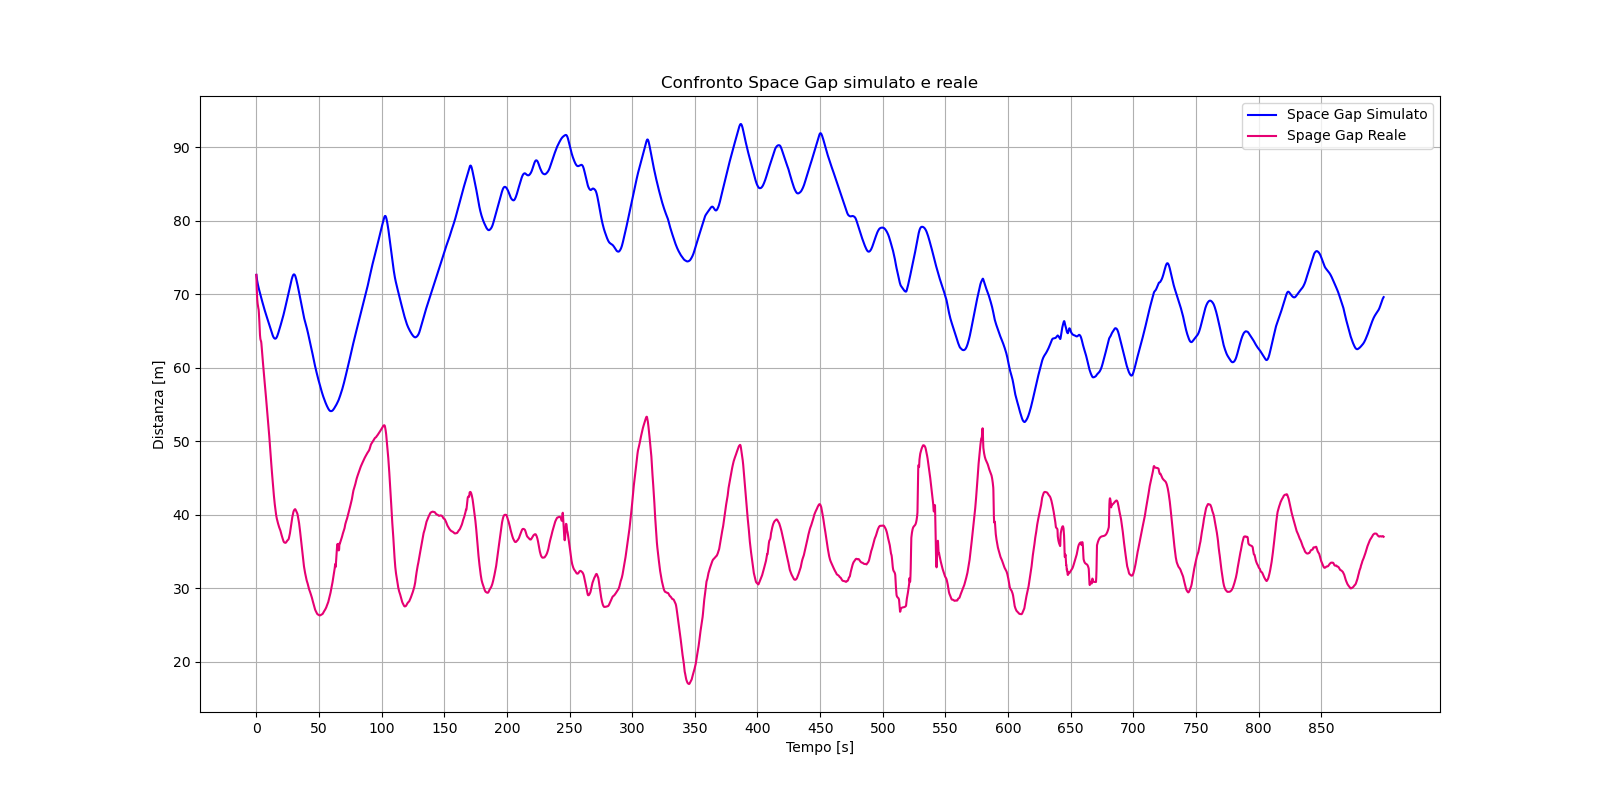 Confronto Space Gap simulato e reale
Space Gap Simulato
Spage Gap Reale
Distanza [m]
90
80
70
60
50
40
30
20
0 50 100 150 200 250 300 350 400 450 500 550 600 650 700 750 800 850
Tempo [s]